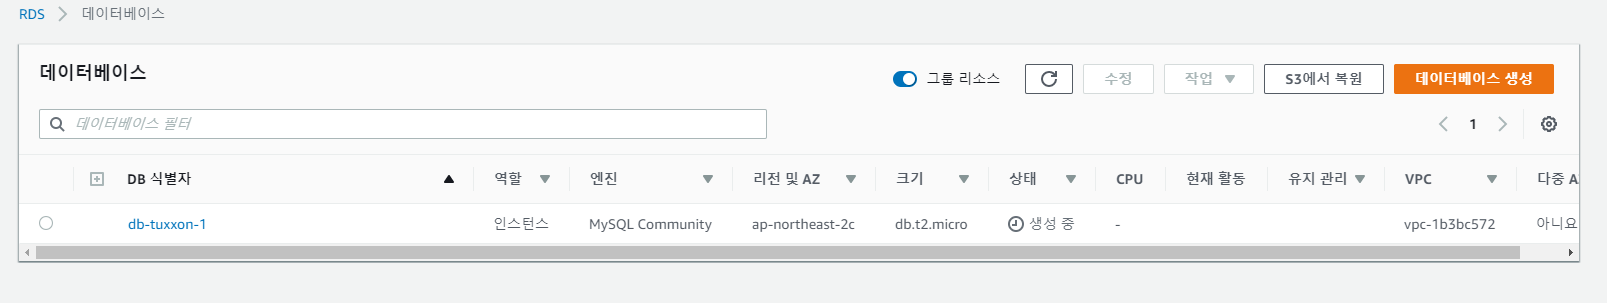 RDS > 데이터베이스
데이터베이스
그룹 리소스 수정 작업 S3에서 복원 데이터베이스 생성
데이터베이스 필터 1
DB 식별자 역할 엔진 리전 및 AZ 크기 상태 CPU 현재 활동 유지 관리 VPC 다중 A
db-tuxxon-1 인스턴스 MySQL Community ap-northeast-2c db.t2.micro 생성 중 - vpc-1b3bc572 아니요